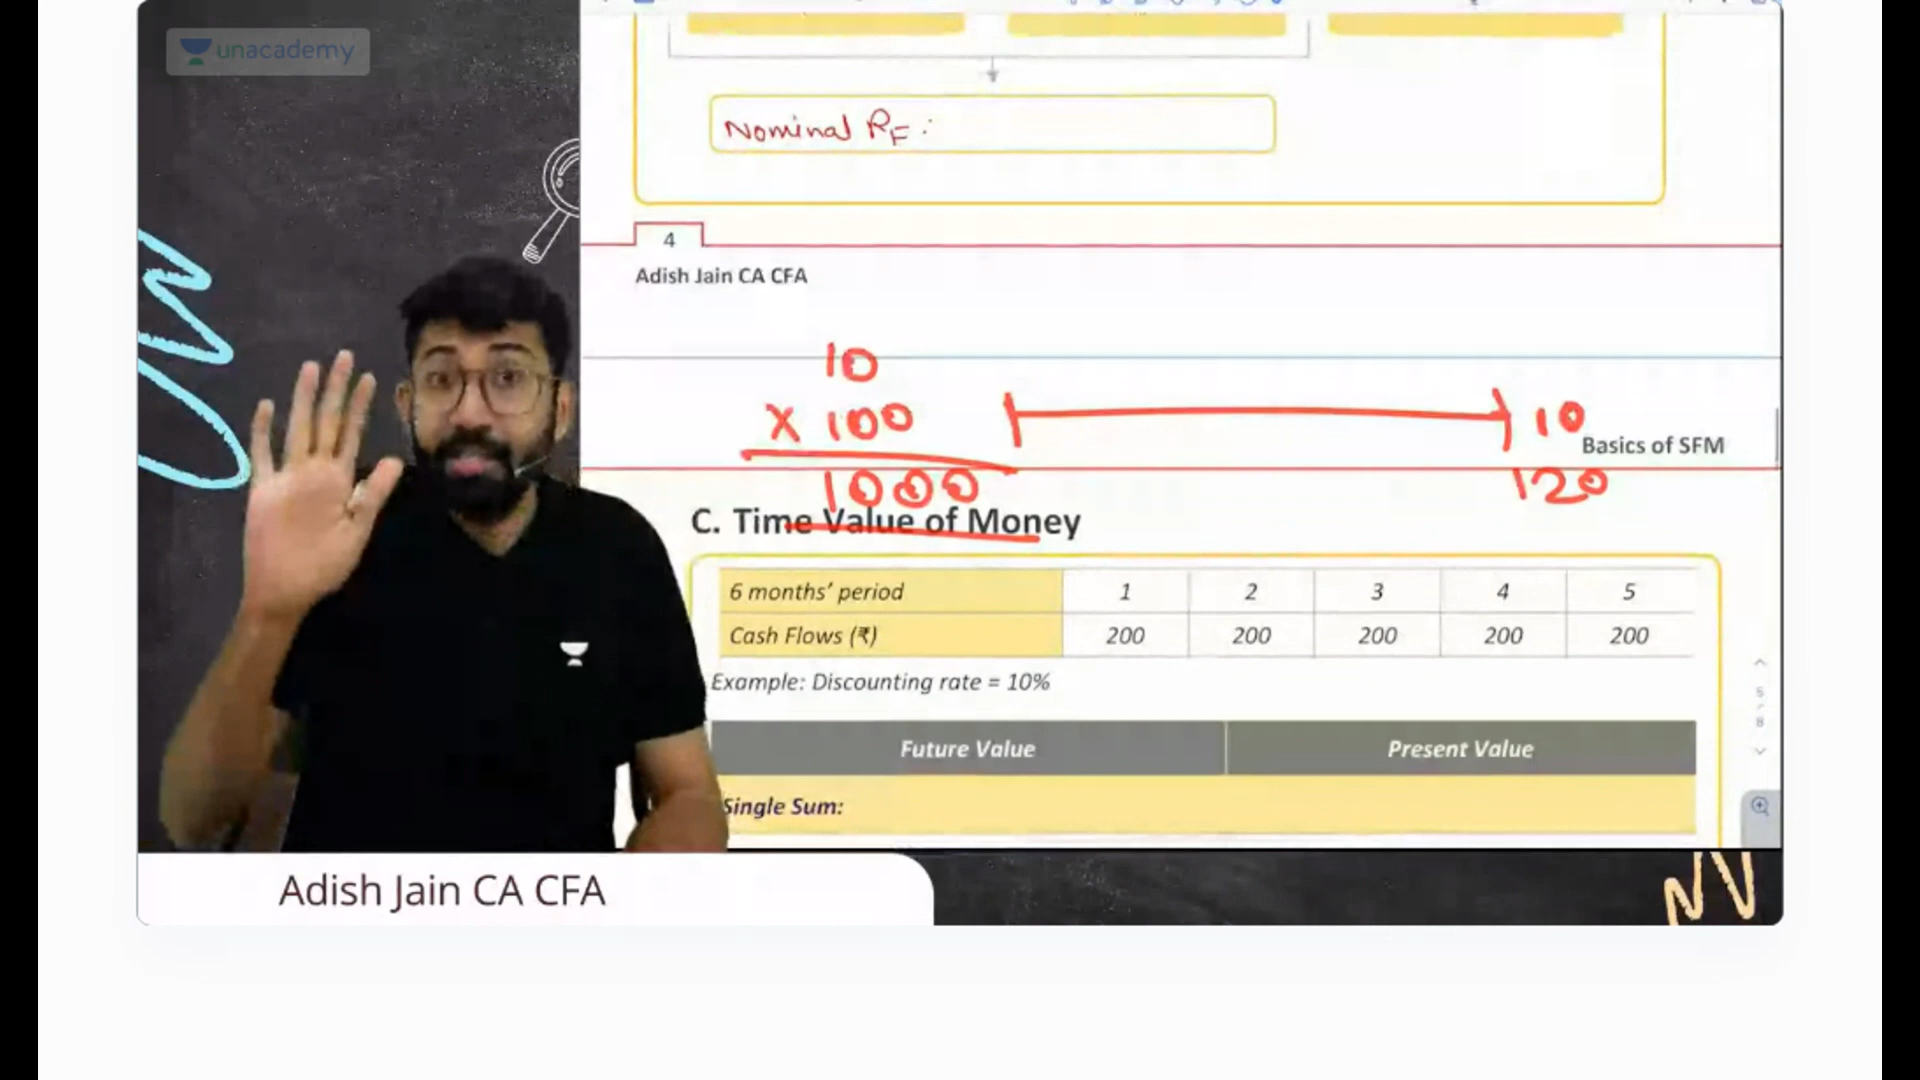 unacademy
Nominal RF :
4
Adish Jain CA CFA
10
x 100
1000
10
120
Basics of SFM
C. Time Value of Money
6 months' period 1 2 3 4 5
Cash Flows (₹) 200 200 200 200 200
Example: Discounting rate = 10%
Future Value Present Value
Single Sum:
5
8
Adish Jain CA CFA